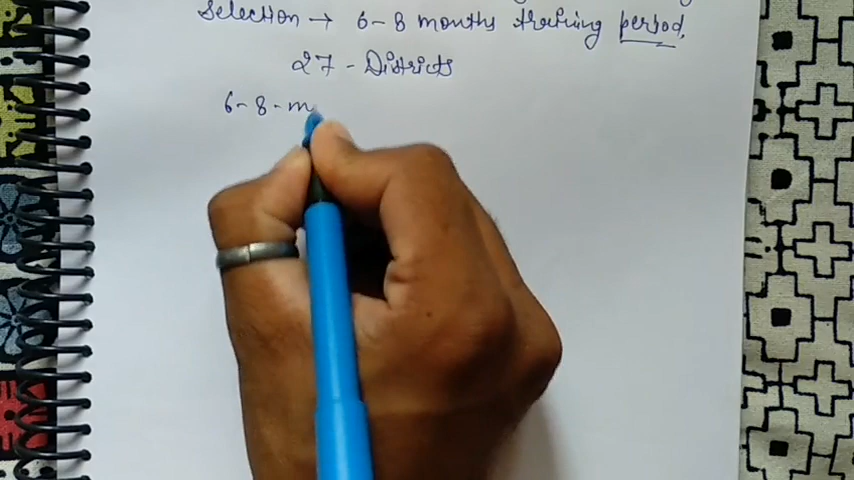 Selection → 6-8 months training period.
27 - Districts
6-8-m